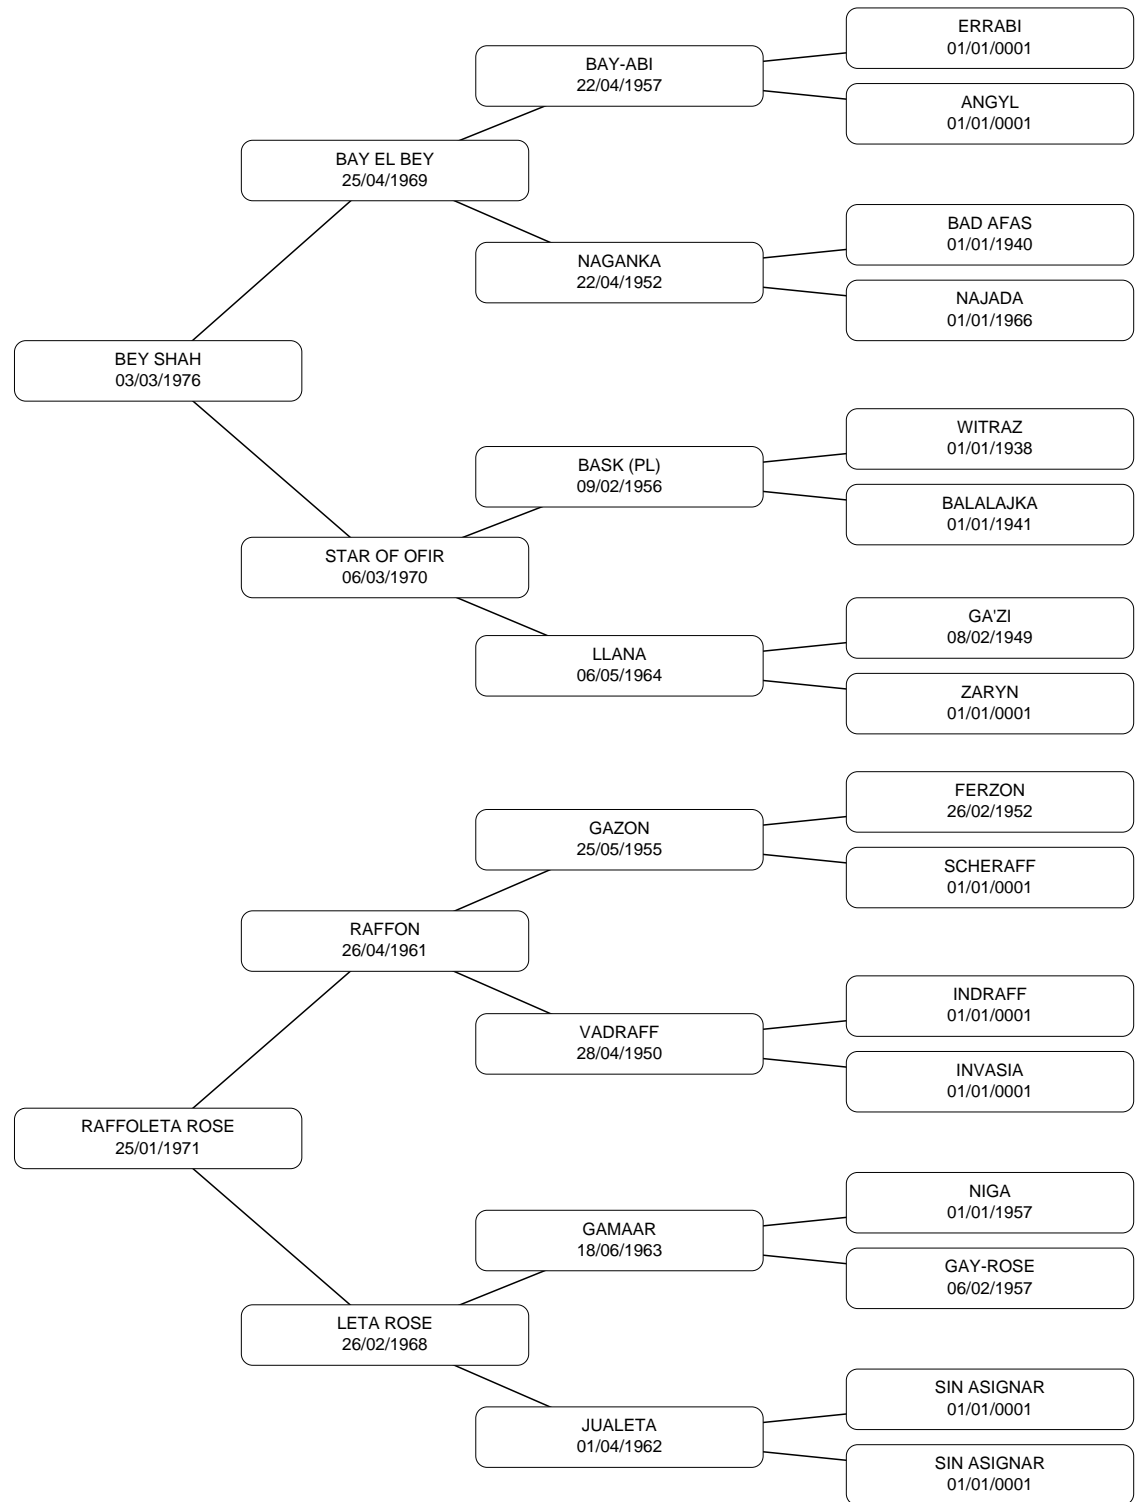 ERRABI
01/01/0001
BAY-ABI
22/04/1957
ANGYL
01/01/0001
BAY EL BEY
25/04/1969
BAD AFAS
01/01/1940
NAGANKA
22/04/1952
NAJADA
01/01/1966
BEY SHAH
03/03/1976
WITRAZ
01/01/1938
BASK (PL)
09/02/1956
BALALAJKA
01/01/1941
STAR OF OFIR
06/03/1970
GA'ZI
08/02/1949
LLANA
06/05/1964
ZARYN
01/01/0001
FERZON
26/02/1952
GAZON
25/05/1955
SCHERAFF
01/01/0001
RAFFON
26/04/1961
INDRAFF
01/01/0001
VADRAFF
28/04/1950
INVASIA
01/01/0001
RAFFOLETA ROSE
25/01/1971
NIGA
01/01/1957
GAMAAR
18/06/1963
GAY-ROSE
06/02/1957
LETA ROSE
26/02/1968
SIN ASIGNAR
01/01/0001
JUALETA
01/04/1962
SIN ASIGNAR
01/01/0001